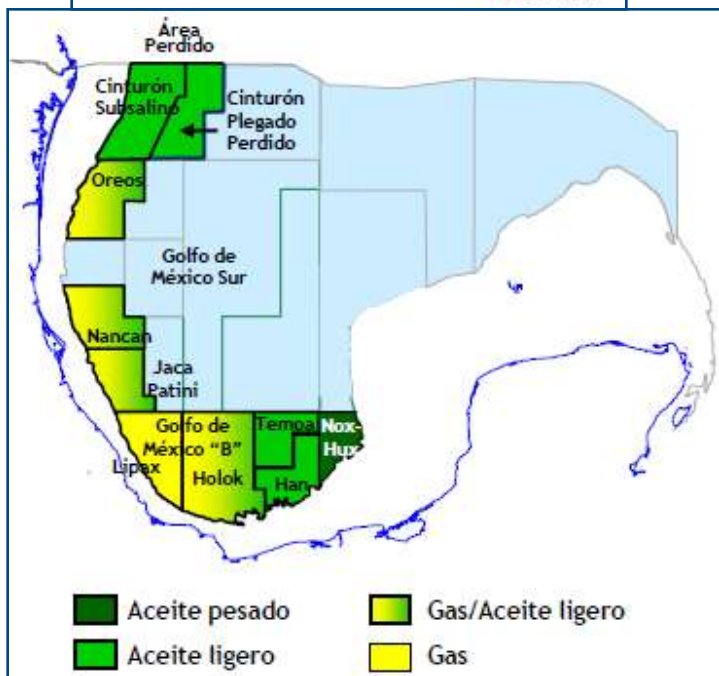 Área
Perdido
Cinturón
Subsalino
Cinturón
Plegado
Perdido
Oreos
Golfo de
México Sur
Nancan
Jaca
Patini
Golfo de
México "B"
Lipax
Holok
Temoa
Han
Nox-
Hux
Aceite pesado
Gas/Aceite ligero
Aceite ligero
Gas